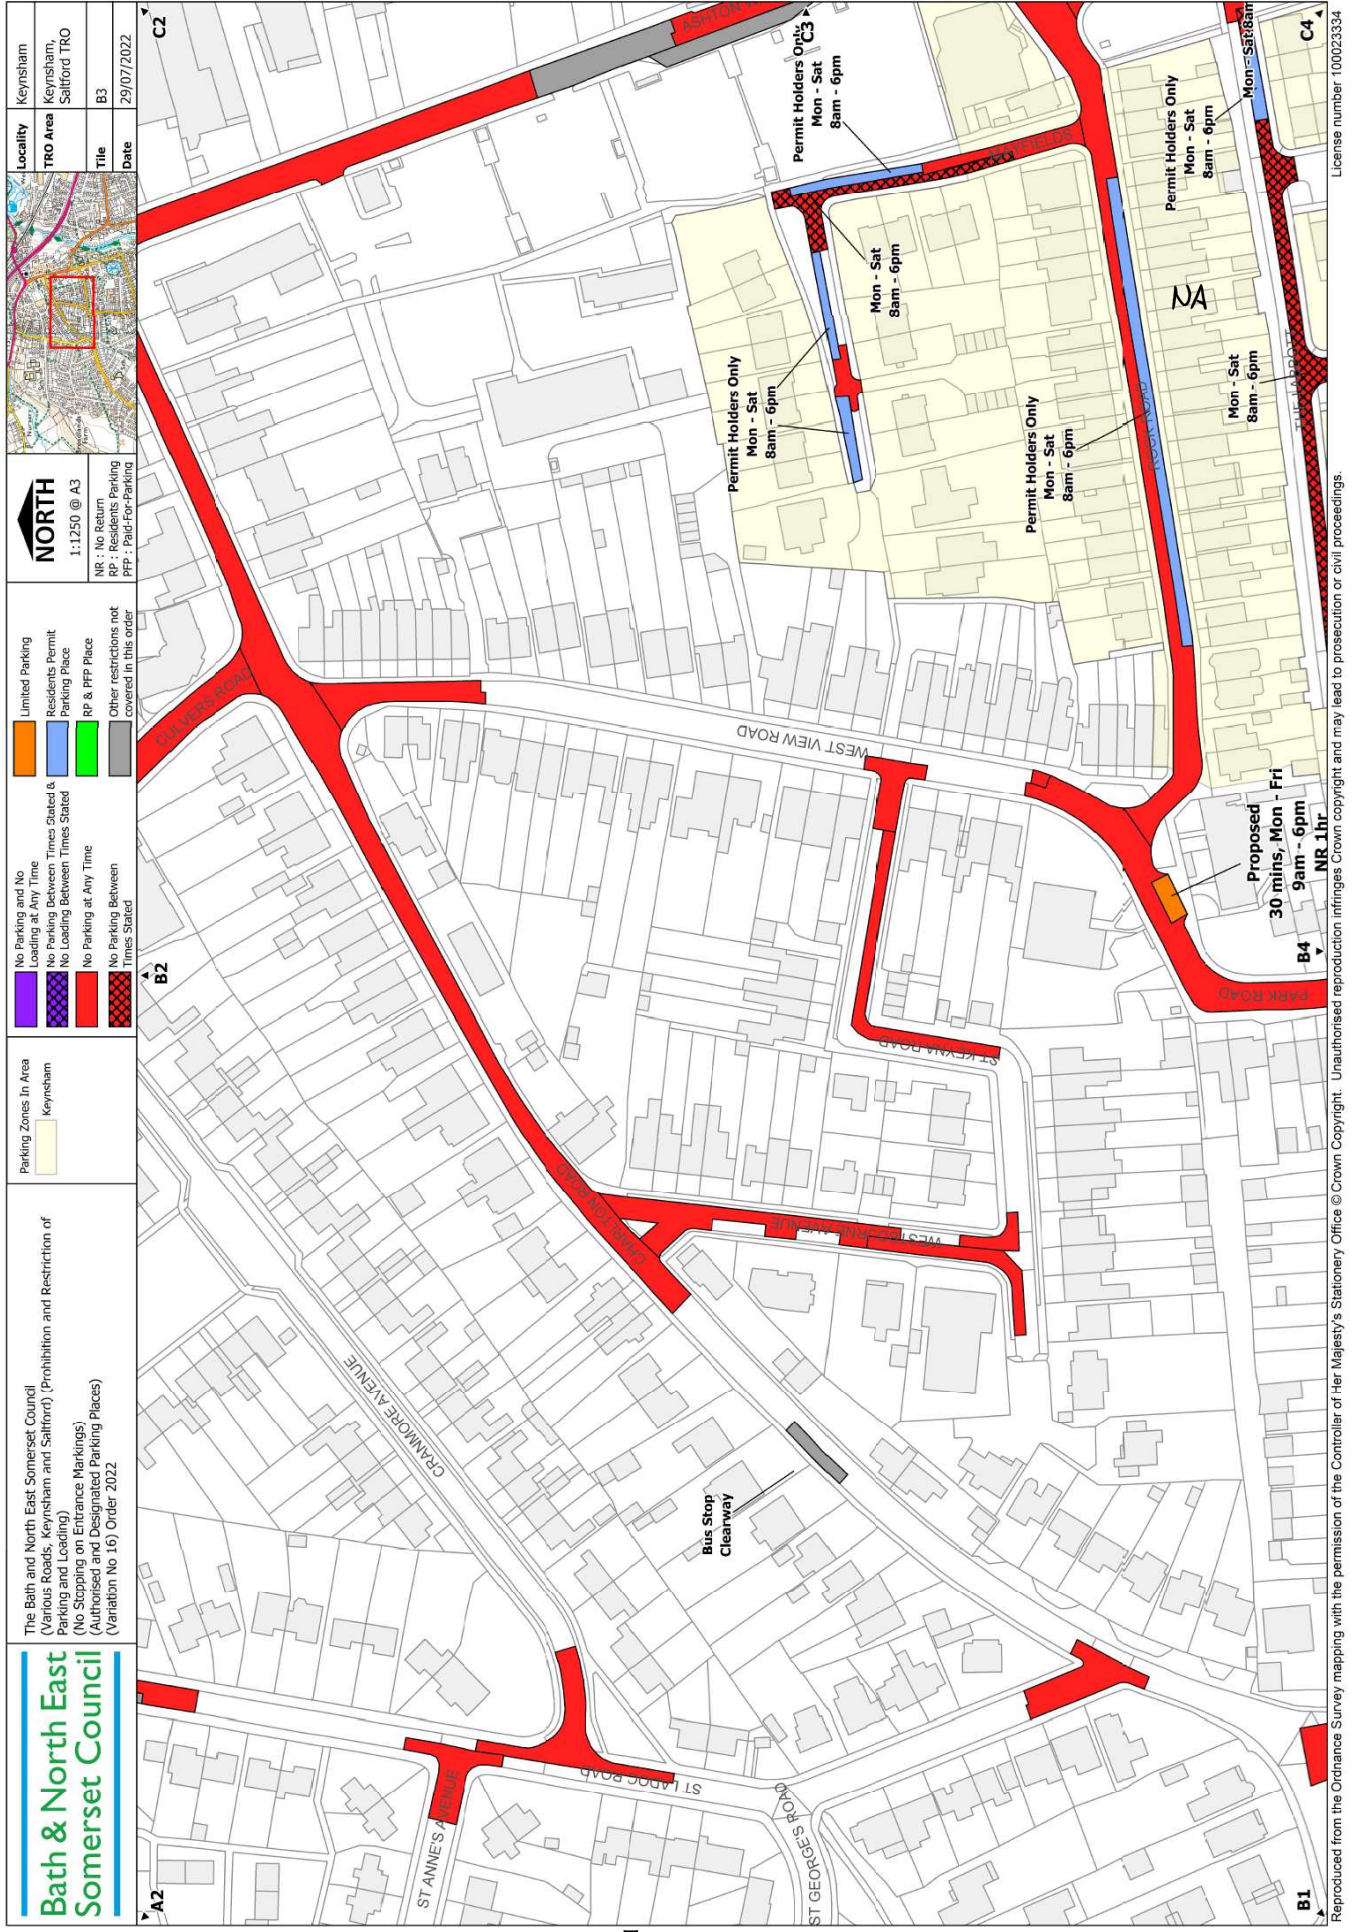 Bath & North East
Somerset Council
The Bath and North East Somerset Council
(Various Roads, Keynsham and Saltford) (Prohibition and Restriction of
Parking and Loading)
(No Stopping on Entrance Markings)
(Authorised and Designated Parking Places)
(Variation No 16) Order 2022
Parking Zones In Area
Keynsham
No Parking and No
Loading at Any Time
No Parking Between Times Stated &
No Loading Between Times Stated
No Parking at Any Time
No Parking Between
Times Stated
Limited Parking
Residents Permit
Parking Place
RP & PFP Place
Other restrictions not
covered in this order
NORTH
1:1250 @ A3
NR : No Return
RP : Residents Parking
PFP : Paid-For-Parking
Locality
Keynsham
TRO Area
Keynsham,
Saltford TRO
Tile
B3
Date
29/07/2022
A2
B2
C2
CULVERS ROAD
CRANMORE AVENUE
ST ANNE'S AVENUE
ST LADOC ROAD
ST GEORGE'S ROAD
CHARLTON ROAD
WESTBOURNE AVENUE
ST KEYNA ROAD
WEST VIEW ROAD
PARK ROAD
ROCK ROAD
MAYFIELDS
Bus Stop
Clearway
Permit Holders Only
Mon - Sat
8am - 6pm
C3
Mon - Sat
8am - 6pm
Permit Holders Only
Mon - Sat
8am - 6pm
Permit Holders Only
Mon - Sat
8am - 6pm
Permit Holders Only
Mon - Sat
8am - 6pm
Mon - Sat 8am
NA
Mon - Sat
8am - 6pm
Proposed
30 mins, Mon - Fri
9am - 6pm
NR 1hr
B1
B4
C4
Reproduced from the Ordnance Survey mapping with the permission of the Controller of Her Majesty's Stationery Office © Crown Copyright. Unauthorised reproduction infringes Crown copyright and may lead to prosecution or civil proceedings.
License number 100023334